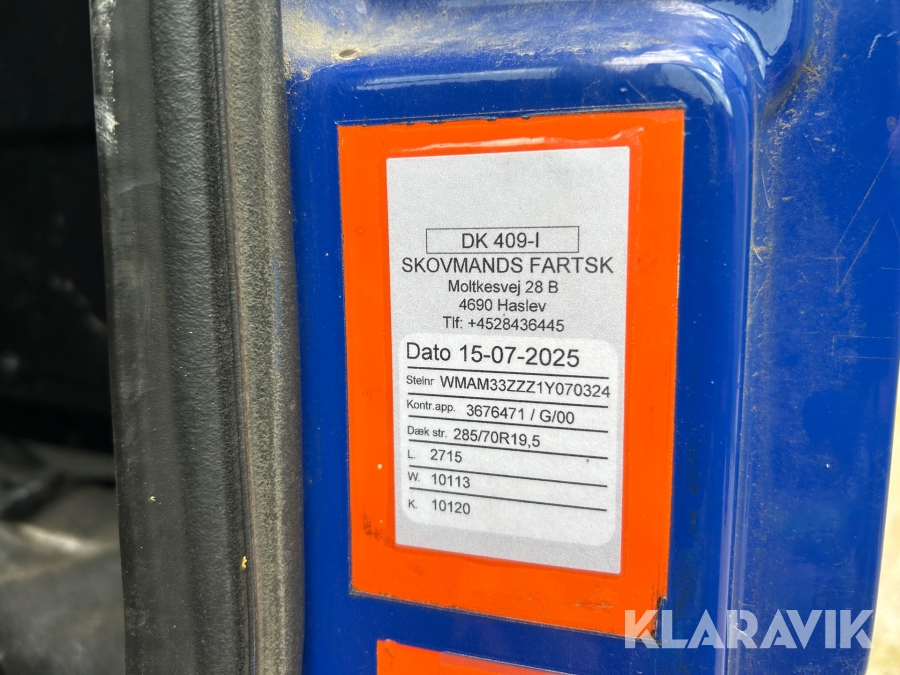 DK 409-I
SKOVMANDS FARTSK
Moltkesvej 28 B
4690 Haslev
Tlf: +4528436445
Dato 15-07-2025
Stelnr WMAM33ZZZ1Y070324
Kontr.app. 3676471 / G/00
Dæk str. 285/70R19,5
L. 2715
W. 10113
K. 10120
KLARAVIK